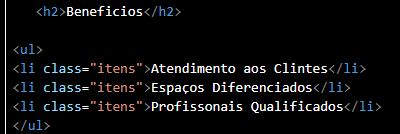 <h2>Beneficios</h2>
<ul>
<li class="itens">Atendimento aos Clintes</li>
<li class="itens">Espaços Diferenciados</li>
<li class="itens">Profissonais Qualificados</li>
</ul>